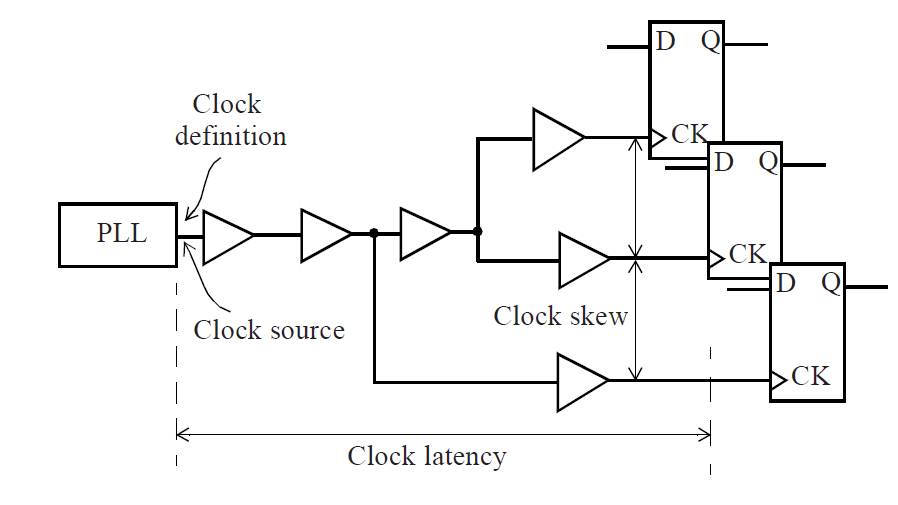 D Q
CK
Clock
definition
D Q
PLL
CK
D Q
Clock source
Clock skew
CK
Clock latency